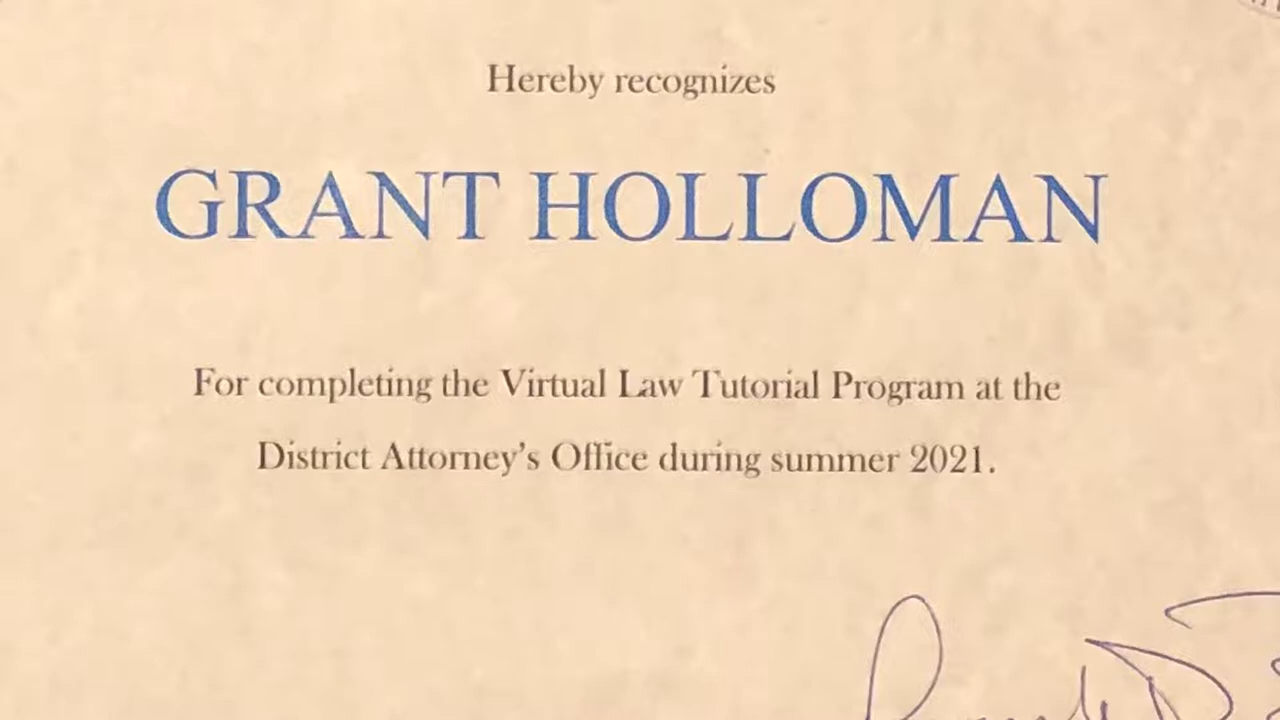 Hereby recognizes
GRANT HOLLOMAN
For completing the Virtual Law Tutorial Program at the
District Attorney's Office during summer 2021.